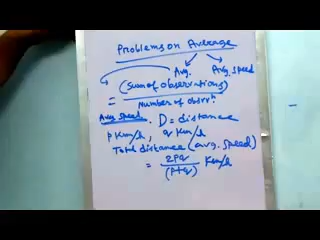 Problems on Average
Avg. Avg. speed
= (sum of observations)
Number of obserⁿ
Avg speed. D = distance
p Km/h, q Km/h
Total distance (avg. speed)
= 2pq Km/h
(p+q)